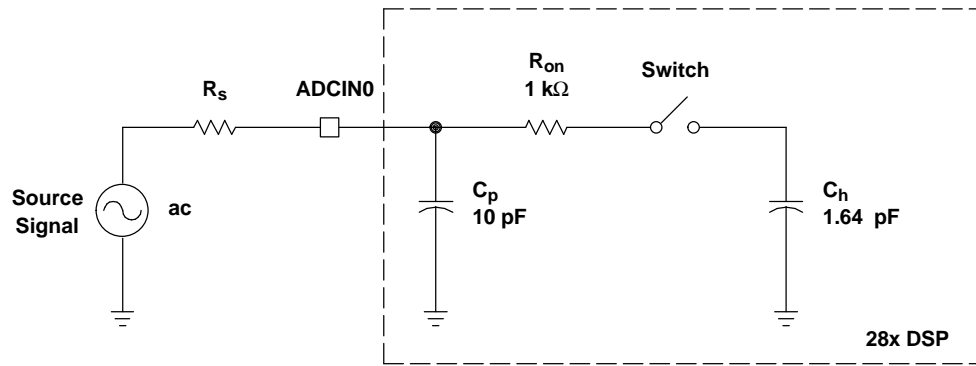 Rs
ADCIN0
Ron
1 kΩ
Switch
Source
Signal
ac
Cp
10 pF
Ch
1.64 pF
28x DSP